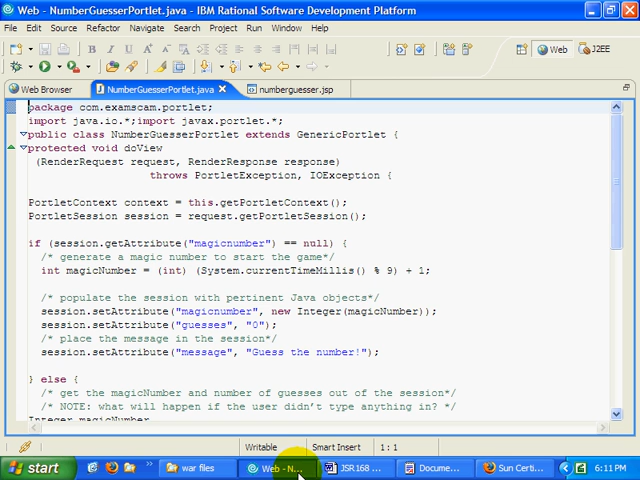 Web - NumberGuesserPortlet.java - IBM Rational Software Development Platform
File Edit Source Refactor Navigate Search Project Run Window Help
Web J2EE
Web Browser NumberGuesserPortlet.java numberguesser.jsp
package com.examscam.portlet;
import java.io.*;import javax.portlet.*;
public class NumberGuesserPortlet extends GenericPortlet {
protected void doView
(RenderRequest request, RenderResponse response)
throws PortletException, IOException {
PortletContext context = this.getPortletContext();
PortletSession session = request.getPortletSession();
if (session.getAttribute("magicnumber") == null) {
/* generate a magic number to start the game*/
int magicNumber = (int) (System.currentTimeMillis() % 9) + 1;
/* populate the session with pertinent Java objects*/
session.setAttribute("magicnumber", new Integer(magicNumber));
session.setAttribute("guesses", "0");
/* place the message in the session*/
session.setAttribute("message", "Guess the number!");
} else {
/* get the magicNumber and number of guesses out of the session*/
/* NOTE: what will happen if the user didn't type anything in? */
Integer magicNumber
Writable Smart Insert 1 : 1
start war files Web - N... JSR168 ... Docume... Sun Certi... 6:11 PM